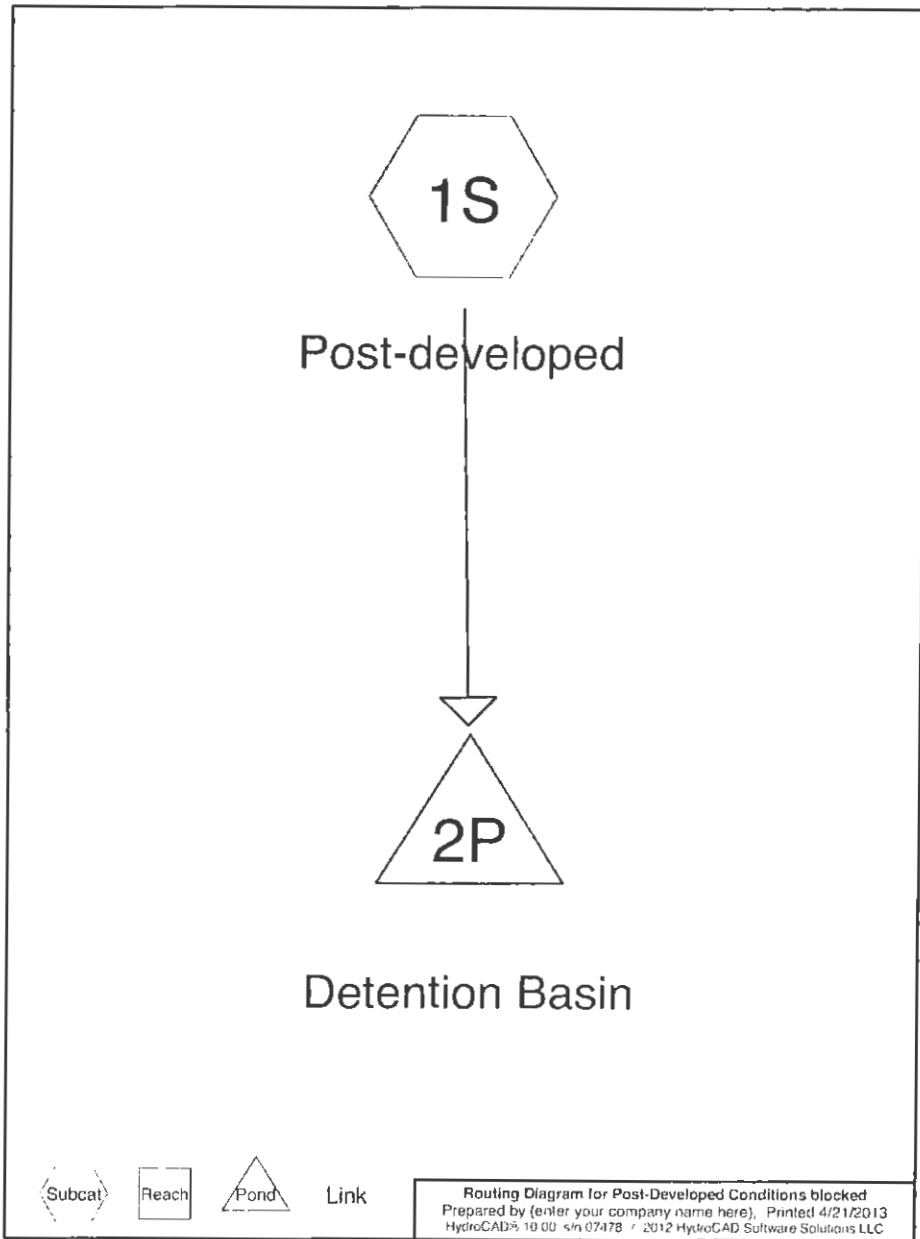 1S
Post-developed
2P
Detention Basin
Subcat Reach Pond Link
Routing Diagram for Post-Developed Conditions blocked
Prepared by {enter your company name here}, Printed 4/21/2013
HydroCAD® 10.00 s/n 07478 © 2012 HydroCAD Software Solutions LLC